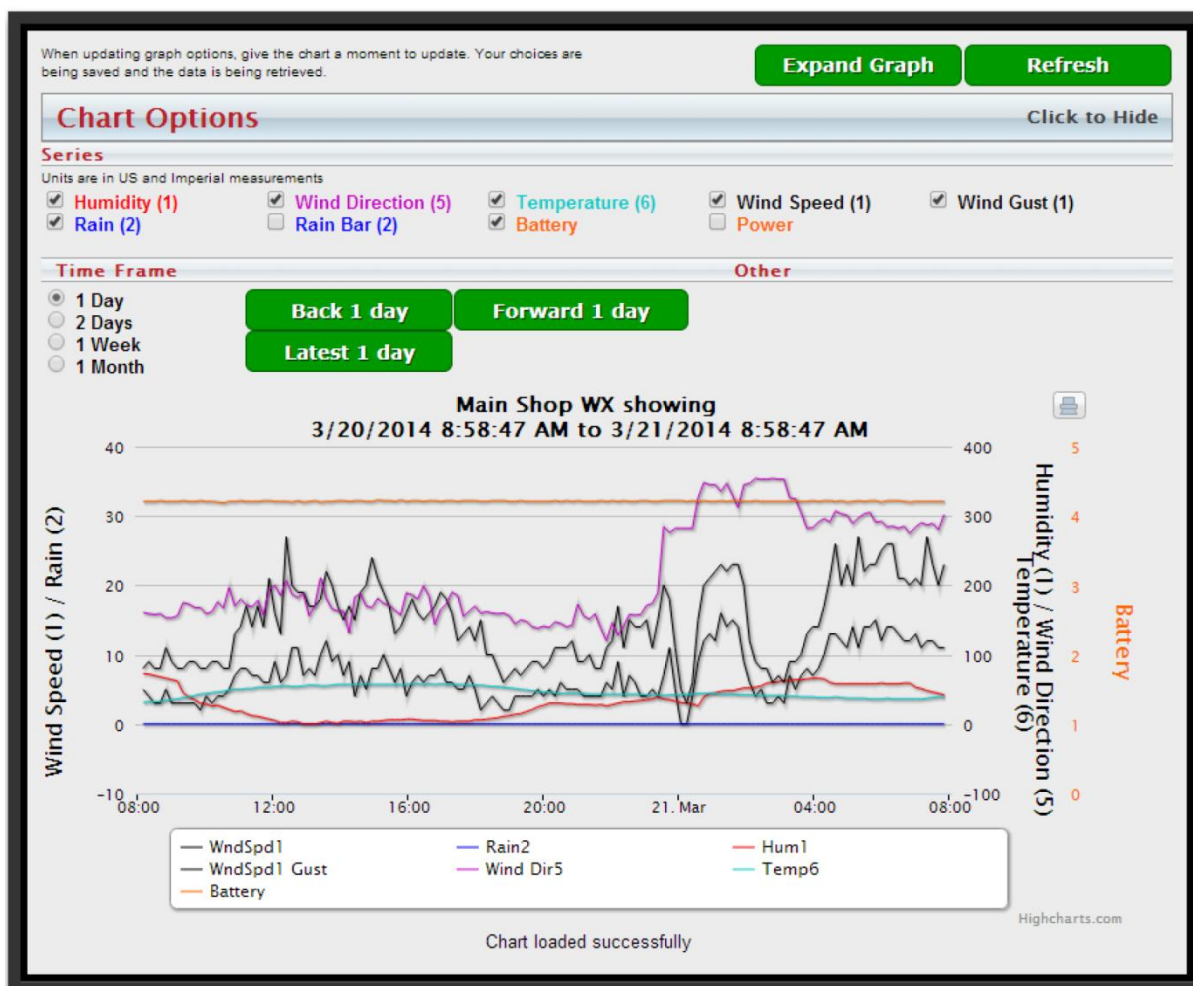 When updating graph options, give the chart a moment to update. Your choices are
being saved and the data is being retrieved.
Expand Graph
Refresh
Chart Options
Click to Hide
Series
Units are in US and Imperial measurements
Humidity (1)
Wind Direction (5)
Temperature (6)
Wind Speed (1)
Wind Gust (1)
Rain (2)
Rain Bar (2)
Battery
Power
Time Frame
Other
1 Day
2 Days
1 Week
1 Month
Back 1 day
Forward 1 day
Latest 1 day
Main Shop WX showing
3/20/2014 8:58:47 AM to 3/21/2014 8:58:47 AM
Wind Speed (1) / Rain (2)
40
30
20
10
0
-10
400
300
200
100
0
-100
Humidity (1) / Wind Direction (5)
Temperature (6)
5
4
3
2
1
0
Battery
08:00
12:00
16:00
20:00
21. Mar
04:00
08:00
WndSpd1
Rain2
Hum1
WndSpd1 Gust
Wind Dir5
Temp6
Battery
Highcharts.com
Chart loaded successfully